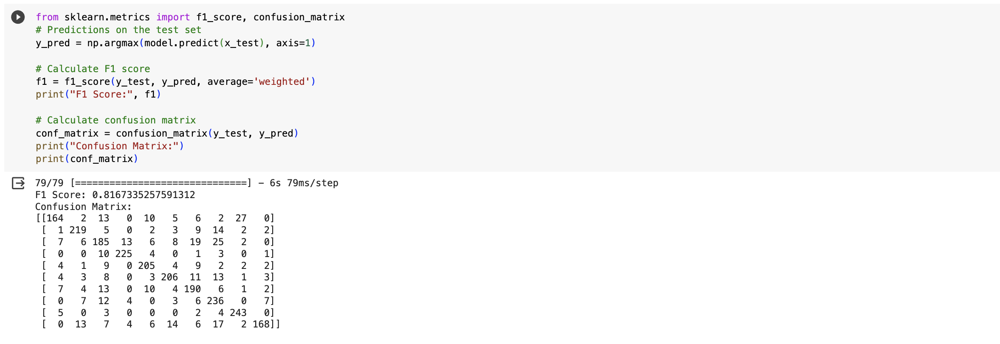 from sklearn.metrics import f1_score, confusion_matrix
# Predictions on the test set
y_pred = np.argmax(model.predict(x_test), axis=1)
# Calculate F1 score
f1 = f1_score(y_test, y_pred, average='weighted')
print("F1 Score:", f1)
# Calculate confusion matrix
conf_matrix = confusion_matrix(y_test, y_pred)
print("Confusion Matrix:")
print(conf_matrix)
79/79 [==============================] - 6s 79ms/step
F1 Score: 0.8167335257591312
Confusion Matrix:
[[164   2  13   0  10   5   6   2  27   0]
 [  1 219   5   0   2   3   9  14   2   2]
 [  7   6 185  13   6   8  19  25   2   0]
 [  0   0  10 225   4   0   1   3   0   1]
 [  4   1   9   0 205   4   9   2   2   2]
 [  4   3   8   0   3 206  11  13   1   3]
 [  7   4  13   0  10   4 190   6   1   2]
 [  0   7  12   4   0   3   6 236   0   7]
 [  5   0   3   0   0   0   2   4 243   0]
 [  0  13   7   4   6  14   6  17   2 168]]